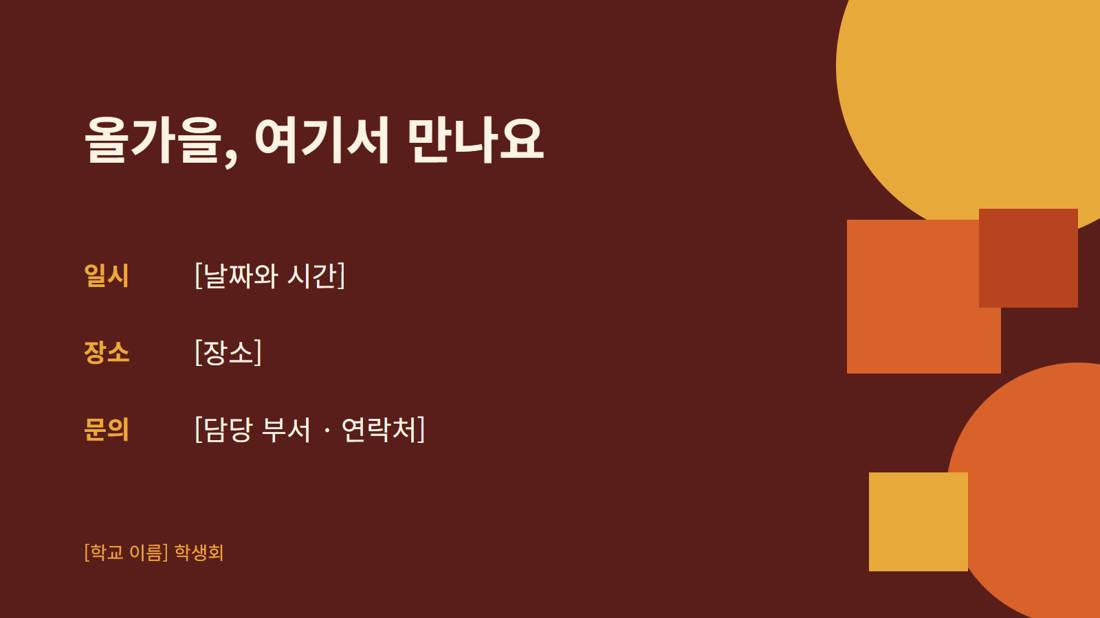 올가을, 여기서 만나요
일시 [날짜와 시간]
장소 [장소]
문의 [담당 부서 · 연락처]
[학교 이름] 학생회